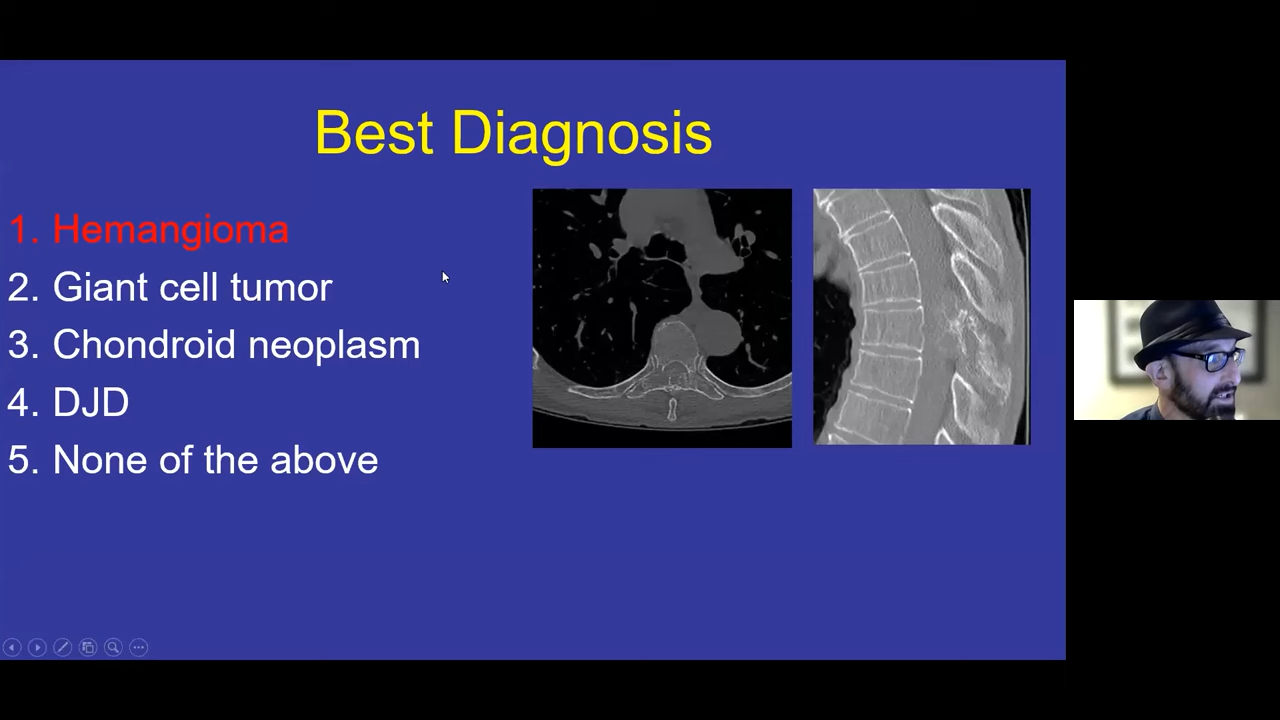 Best Diagnosis
1. Hemangioma
2. Giant cell tumor
3. Chondroid neoplasm
4. DJD
5. None of the above